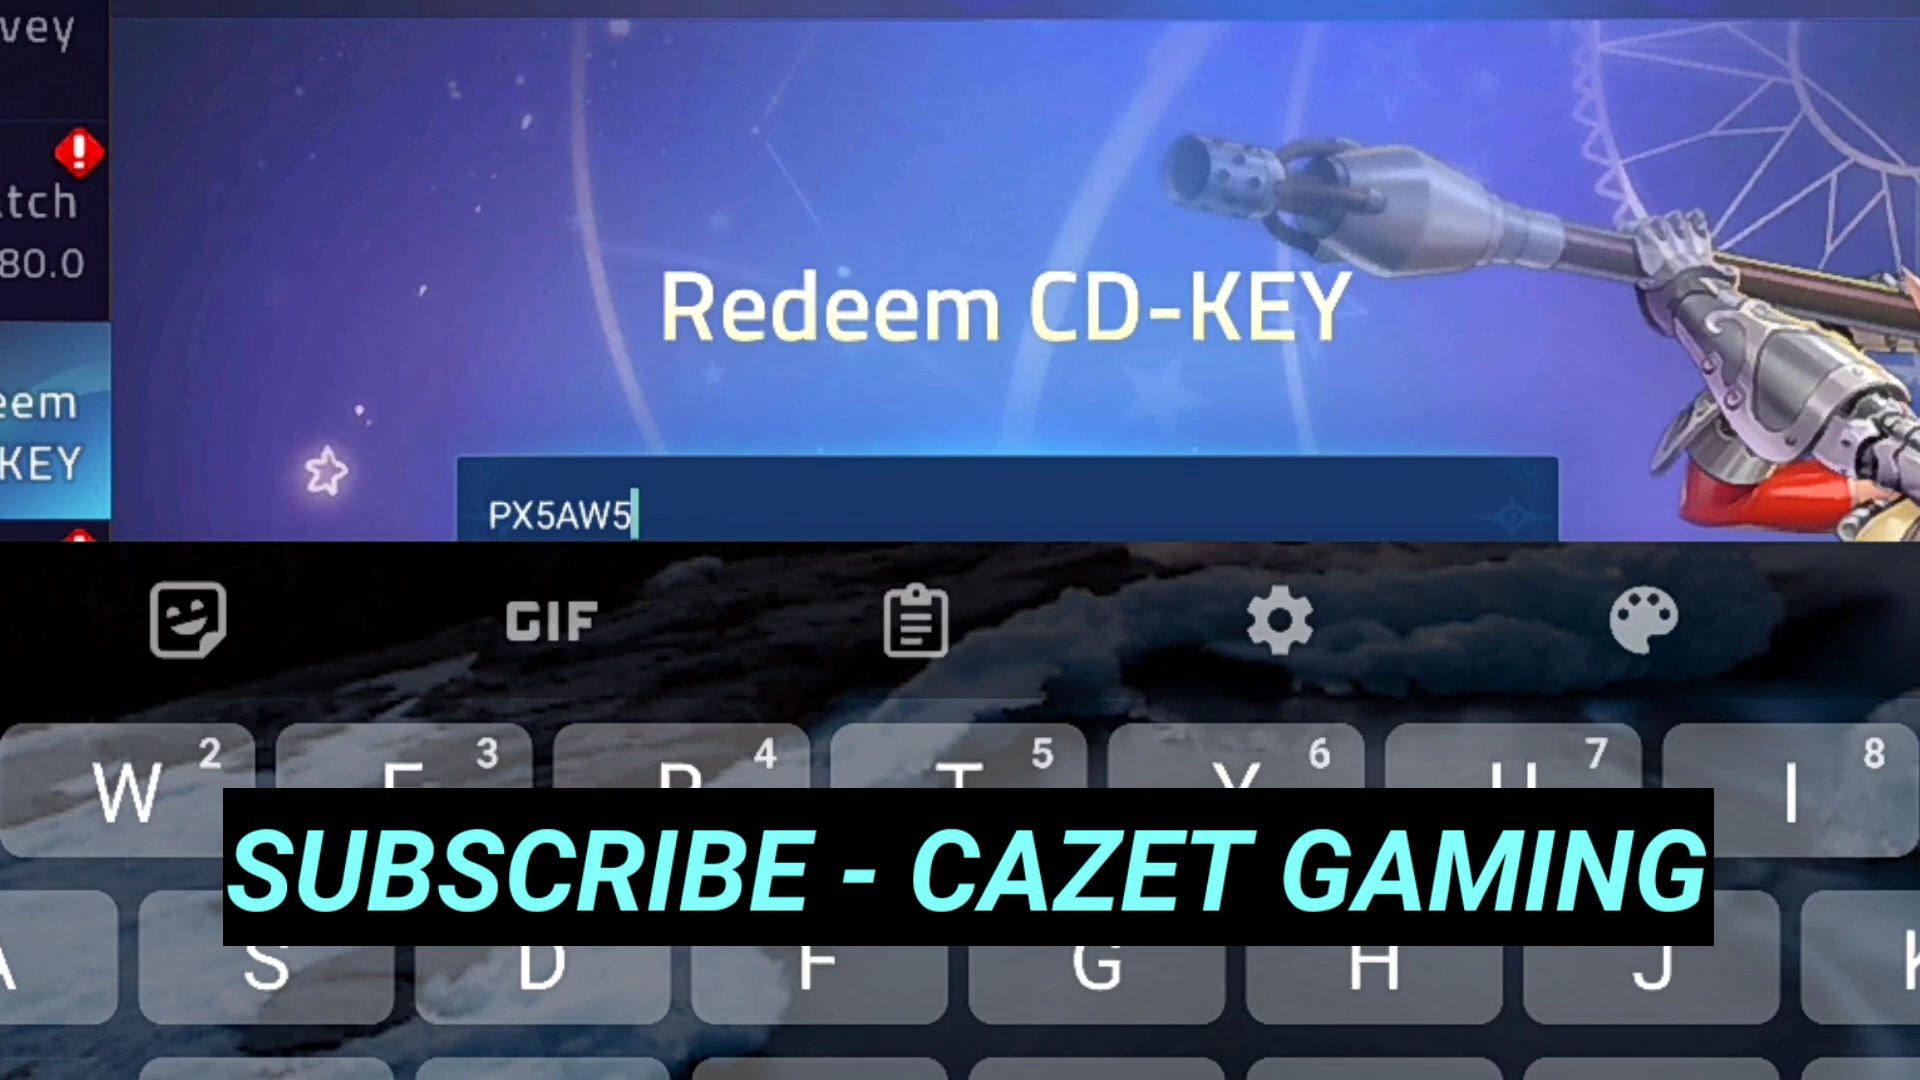 vey
tch
80.0
eem
KEY
Redeem CD-KEY
PX5AW5
GIF
W 2
E 3
R 4
T 5
Y 6
U 7
I 8
SUBSCRIBE - CAZET GAMING
A S D F G H J K